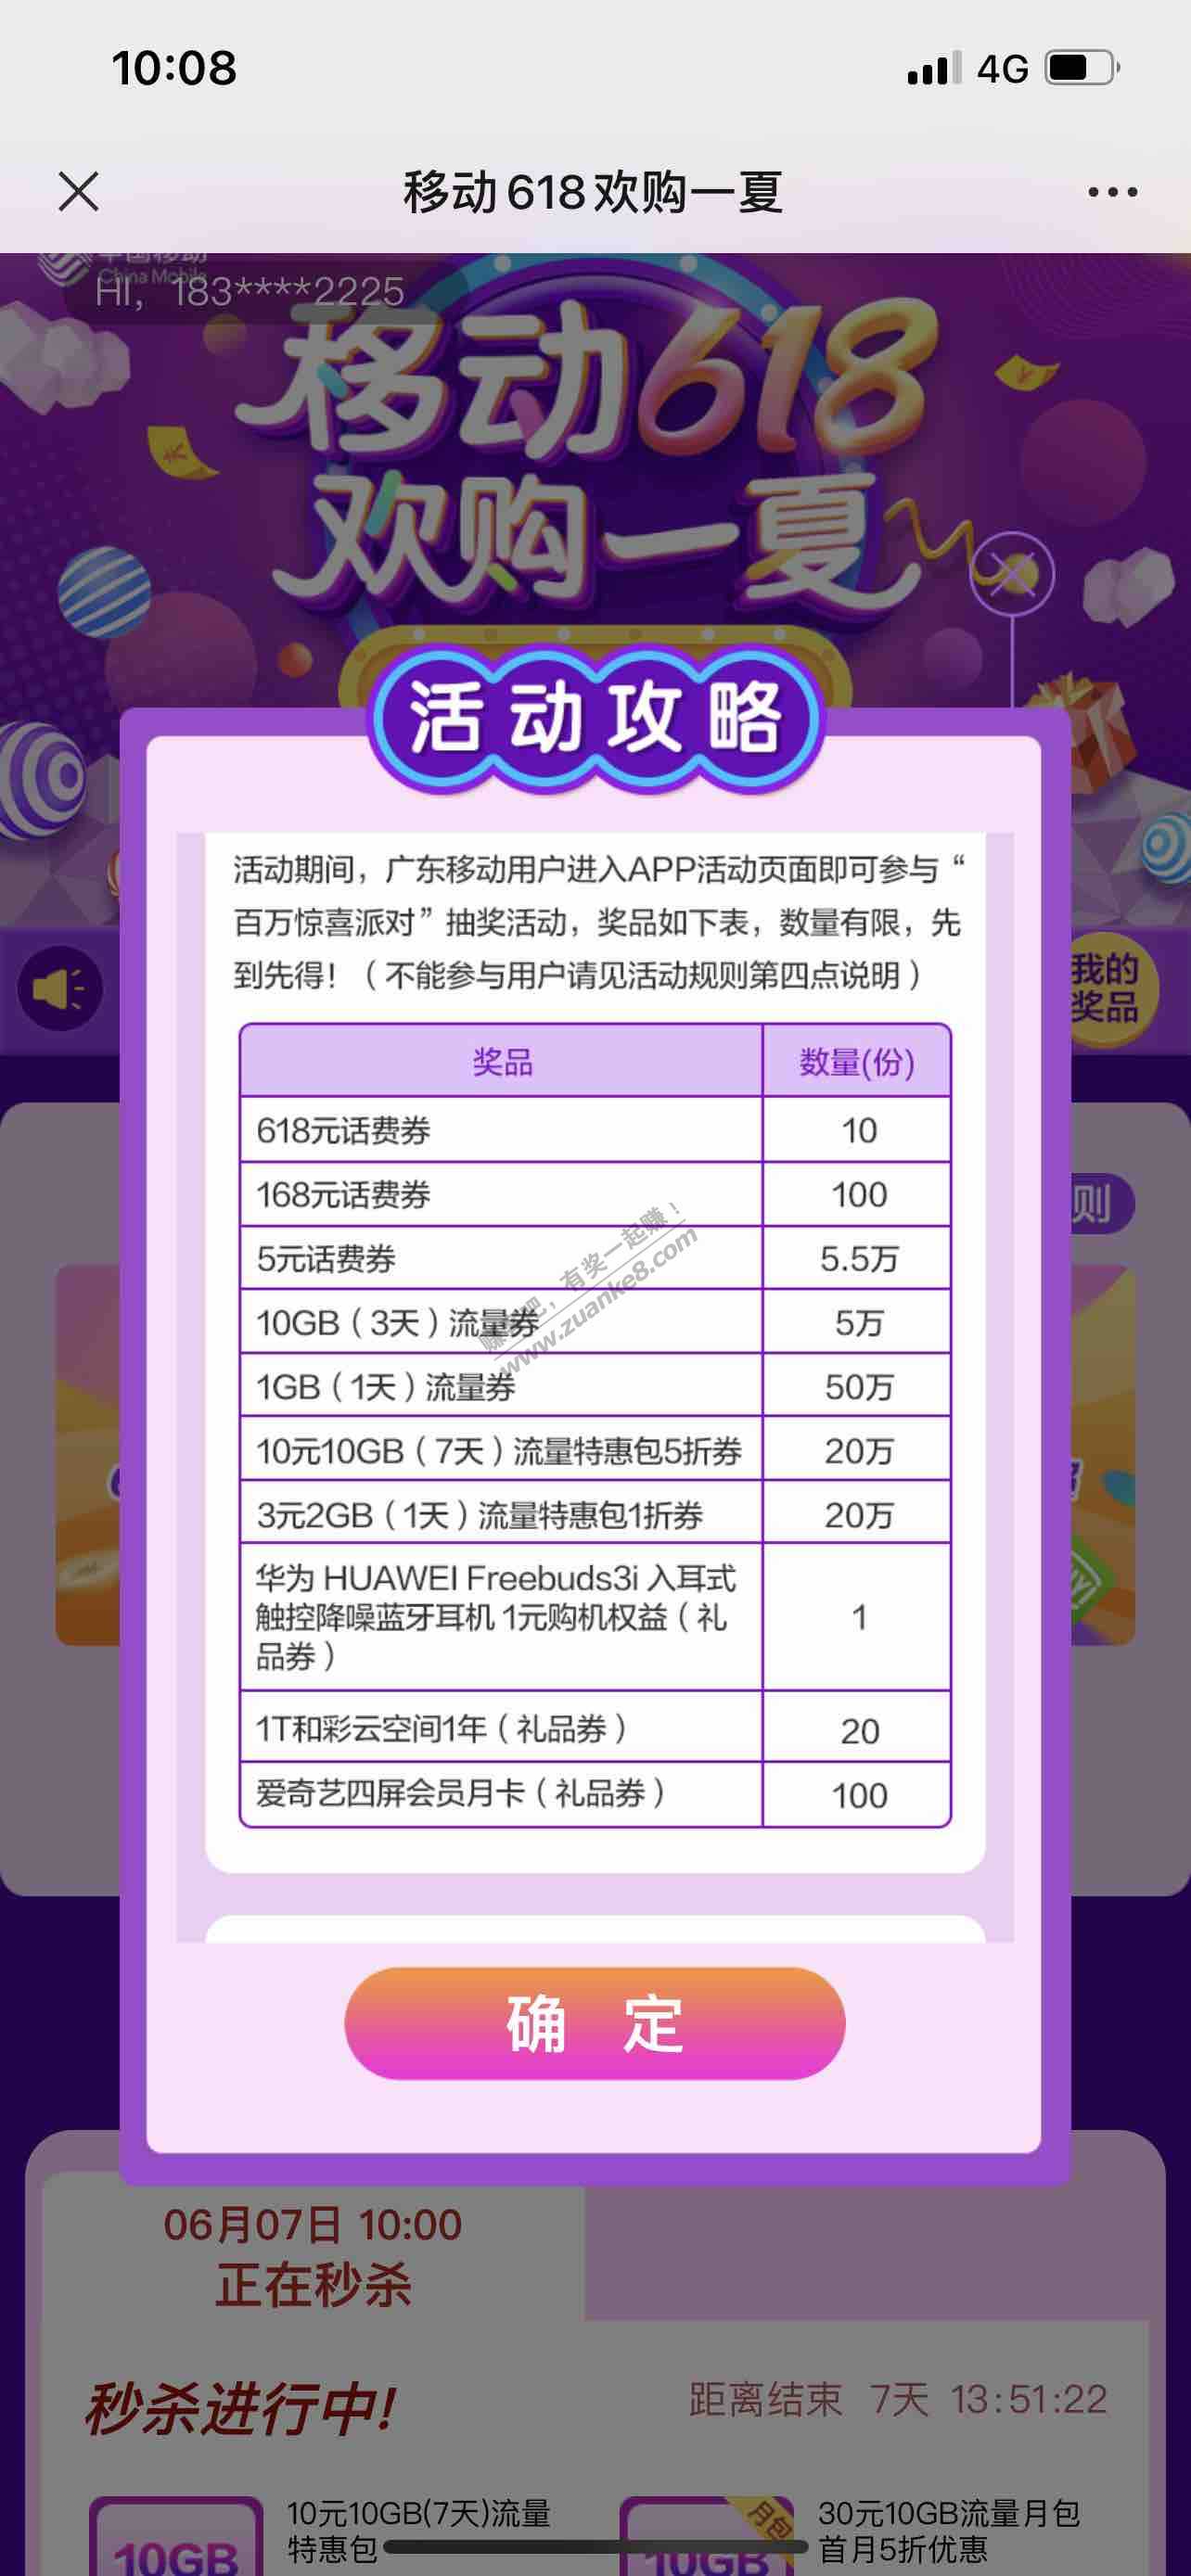 10:08
4G
移动618欢购一夏
中国移动
China Mobile
HI，183****2225
移动618
欢购一夏
活动攻略
活动期间，广东移动用户进入APP活动页面即可参与“
百万惊喜派对”抽奖活动，奖品如下表，数量有限，先
到先得！（不能参与用户请见活动规则第四点说明）
我的
奖品
奖品 数量(份)
618元话费券 10
168元话费券 100
则
5元话费券 5.5万
10GB（3天）流量券 5万
1GB（1天）流量券 50万
10元10GB（7天）流量特惠包5折券 20万
3元2GB（1天）流量特惠包1折券 20万
华为 HUAWEI Freebuds3i 入耳式
触控降噪蓝牙耳机 1元购机权益（礼
品券） 1
1T和彩云空间1年（礼品券） 20
爱奇艺四屏会员月卡（礼品券） 100
赚客吧，有奖一起赚！
www.zuanke8.com
确 定
06月07日 10:00
正在秒杀
秒杀进行中!
距离结束 7天 13:51:22
10GB
10元10GB(7天)流量
特惠包
月包
10GB
30元10GB流量月包
首月5折优惠